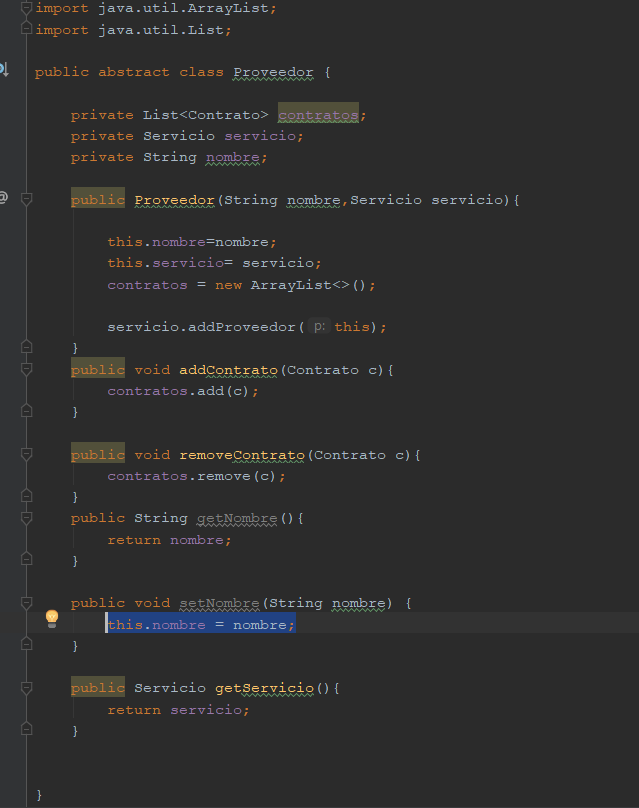 import java.util.ArrayList;
import java.util.List;
public abstract class Proveedor {
private List<Contrato> contratos;
private Servicio servicio;
private String nombre;
public Proveedor(String nombre,Servicio servicio){
this.nombre=nombre;
this.servicio= servicio;
contratos = new ArrayList<>();
servicio.addProveedor( p: this);
}
public void addContrato(Contrato c){
contratos.add(c);
}
public void removeContrato(Contrato c){
contratos.remove(c);
}
public String getNombre(){
return nombre;
}
public void setNombre(String nombre) {
this.nombre = nombre;
}
public Servicio getServicio(){
return servicio;
}
}